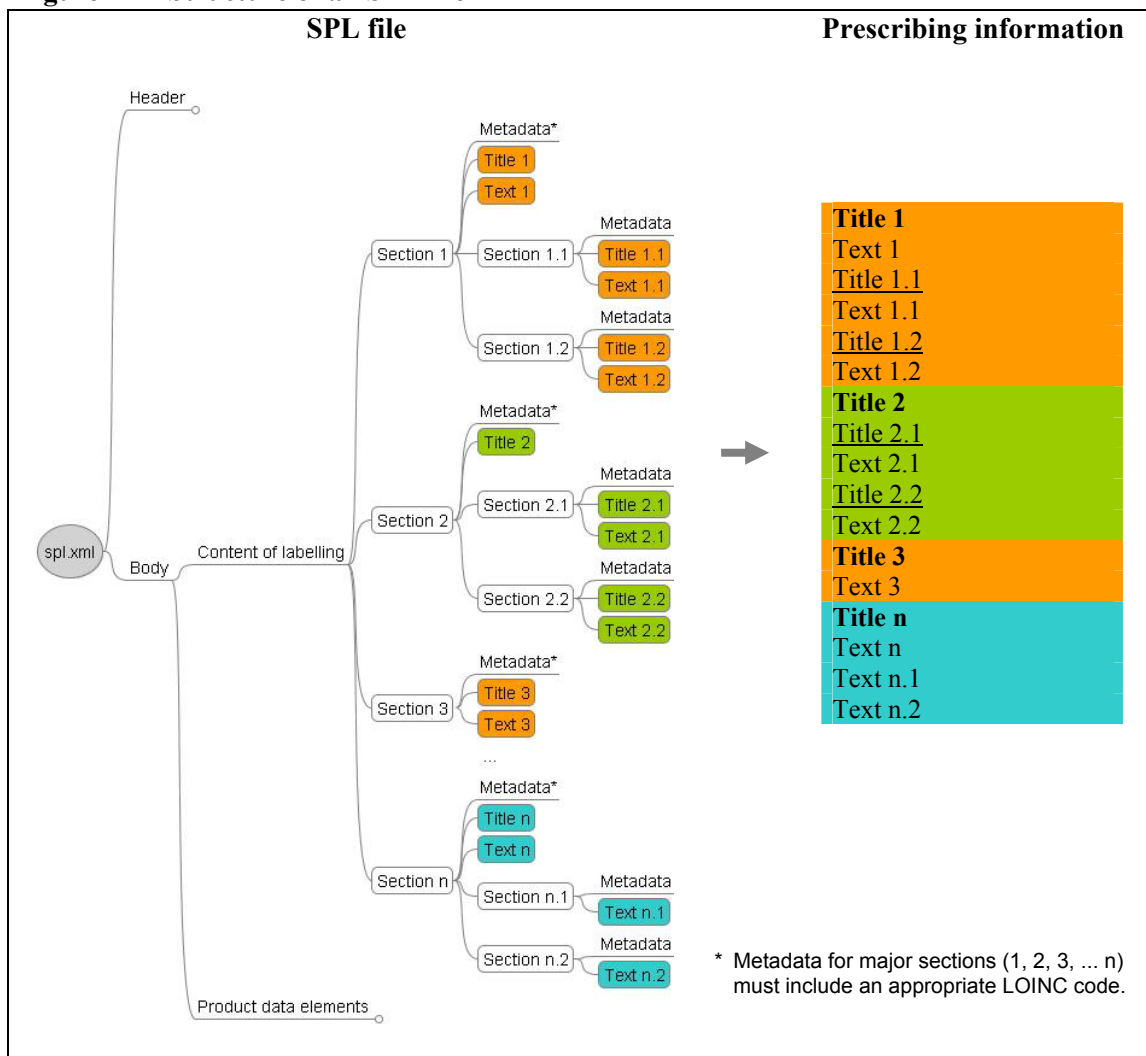 SPL file
Prescribing information
Header
Metadata*
Title 1
Text 1
Section 1
Metadata
Section 1.1
Title 1.1
Text 1.1
Metadata
Section 1.2
Title 1.2
Text 1.2
Metadata*
Title 2
Section 2
Metadata
Section 2.1
Title 2.1
Text 2.1
Metadata
Section 2.2
Title 2.2
Text 2.2
spl.xml
Body
Content of labelling
Metadata*
Section 3
Title 3
Text 3
...
Metadata*
Title n
Text n
Section n
Metadata
Section n.1
Text n.1
Metadata
Section n.2
Text n.2
Product data elements
Title 1
Text 1
Title 1.1
Text 1.1
Title 1.2
Text 1.2
Title 2
Title 2.1
Text 2.1
Title 2.2
Text 2.2
Title 3
Text 3
Title n
Text n
Text n.1
Text n.2
* Metadata for major sections (1, 2, 3, ... n)
must include an appropriate LOINC code.